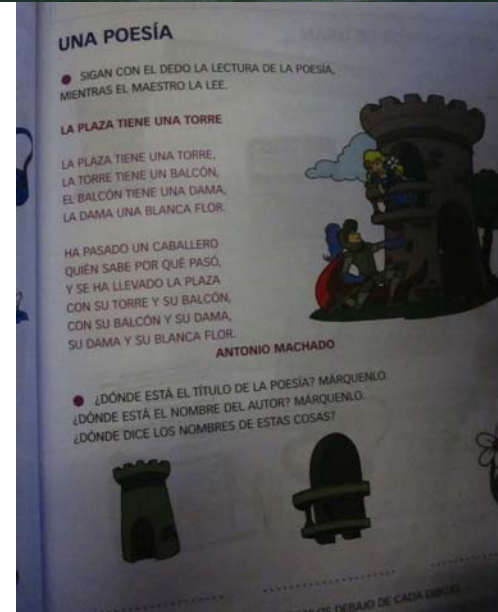 UNA POESÍA
● SIGAN CON EL DEDO LA LECTURA DE LA POESÍA,
MIENTRAS EL MAESTRO LA LEE.
LA PLAZA TIENE UNA TORRE
LA PLAZA TIENE UNA TORRE,
LA TORRE TIENE UN BALCÓN,
EL BALCÓN TIENE UNA DAMA,
LA DAMA UNA BLANCA FLOR.
HA PASADO UN CABALLERO
QUIÉN SABE POR QUÉ PASÓ,
Y SE HA LLEVADO LA PLAZA
CON SU TORRE Y SU BALCÓN,
CON SU BALCÓN Y SU DAMA,
SU DAMA Y SU BLANCA FLOR.
ANTONIO MACHADO
● ¿DÓNDE ESTÁ EL TÍTULO DE LA POESÍA? MÁRQUENLO.
¿DÓNDE ESTÁ EL NOMBRE DEL AUTOR? MÁRQUENLO.
¿DÓNDE DICE LOS NOMBRES DE ESTAS COSAS?
DEBAJO DE CADA DIBUJO.